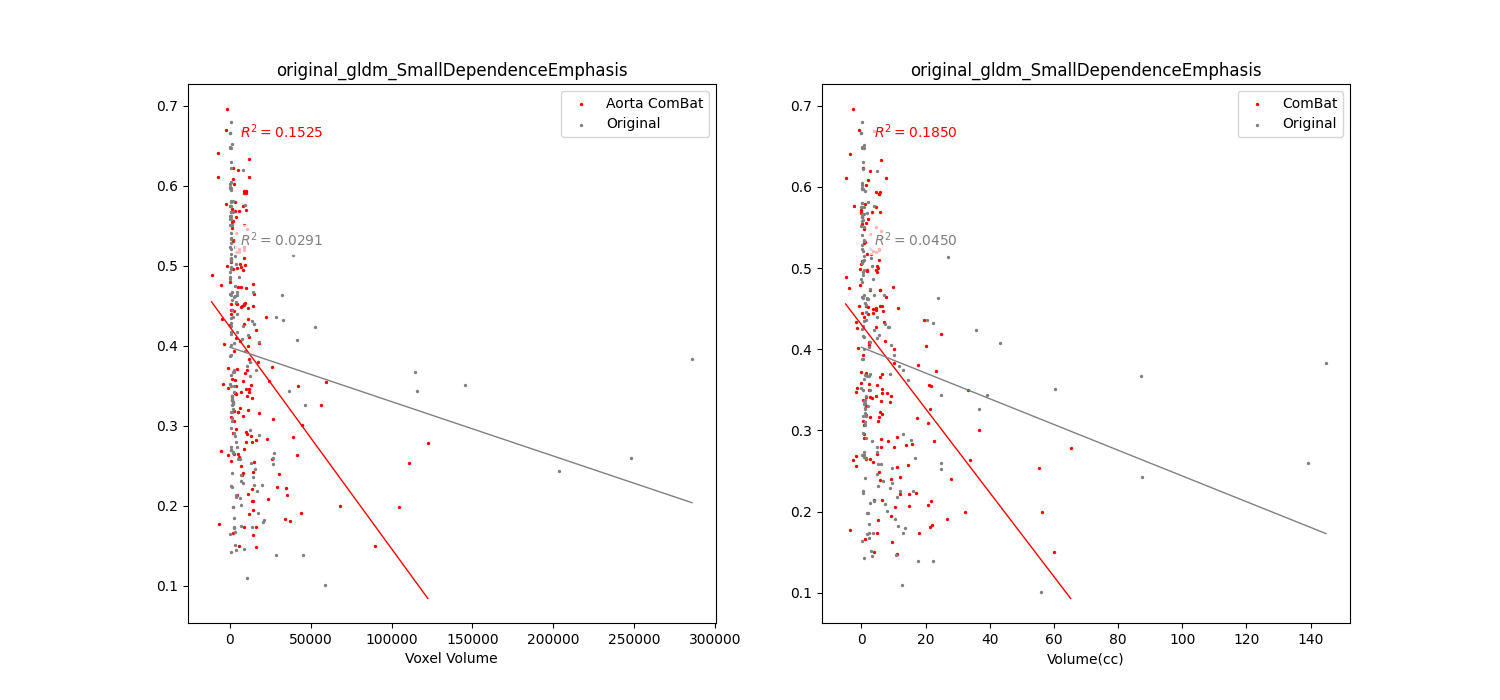 original_gldm_SmallDependenceEmphasis
Aorta ComBat
Original
R² = 0.1525
R² = 0.0291
0.7
0.6
0.5
0.4
0.3
0.2
0.1
0
50000
100000
150000
200000
250000
300000
Voxel Volume
original_gldm_SmallDependenceEmphasis
ComBat
Original
R² = 0.1850
R² = 0.0450
0.7
0.6
0.5
0.4
0.3
0.2
0.1
0
20
40
60
80
100
120
140
Volume(cc)